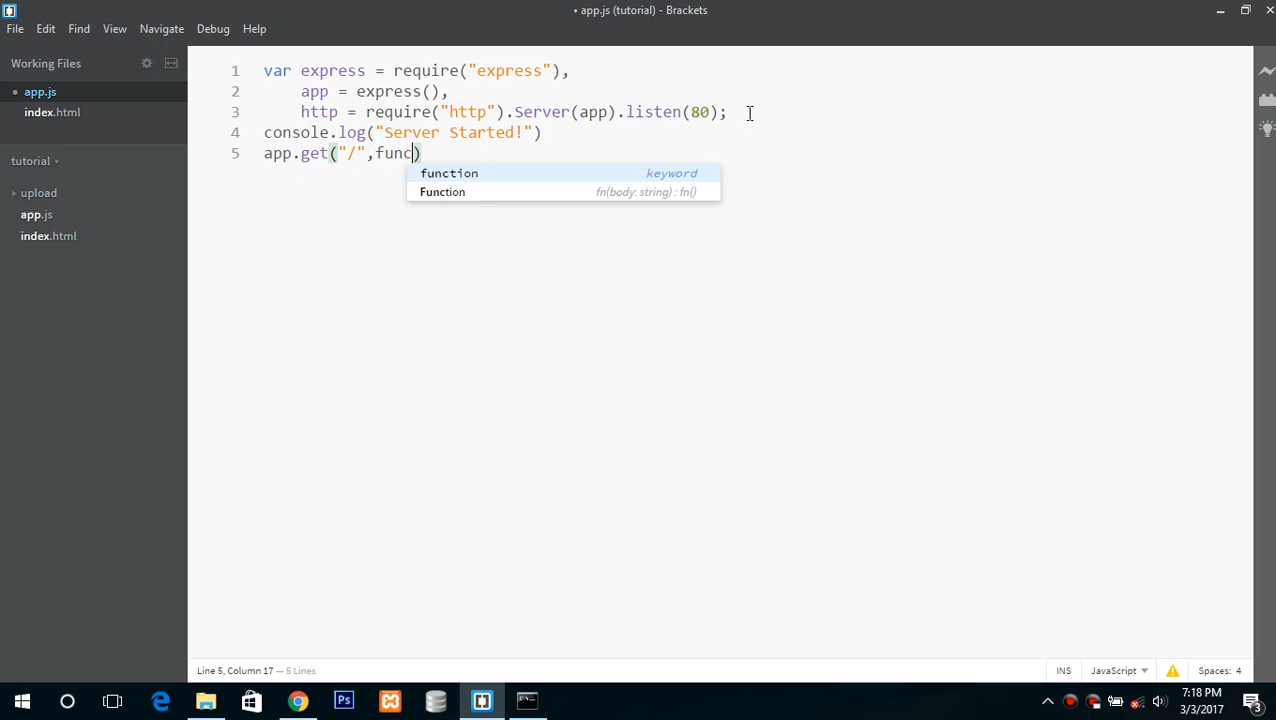 • app.js (tutorial) - Brackets
File Edit Find View Navigate Debug Help
Working Files
• app.js
index.html
tutorial
upload
app.js
index.html
1 var express = require("express"),
2 app = express(),
3 http = require("http").Server(app).listen(80);
4 console.log("Server Started!")
5 app.get("/",func)
function keyword
Function fn(body: string) : fn()
Line 5, Column 17 — 5 Lines
INS JavaScript Spaces: 4
Ps
7:18 PM
3/3/2017
3